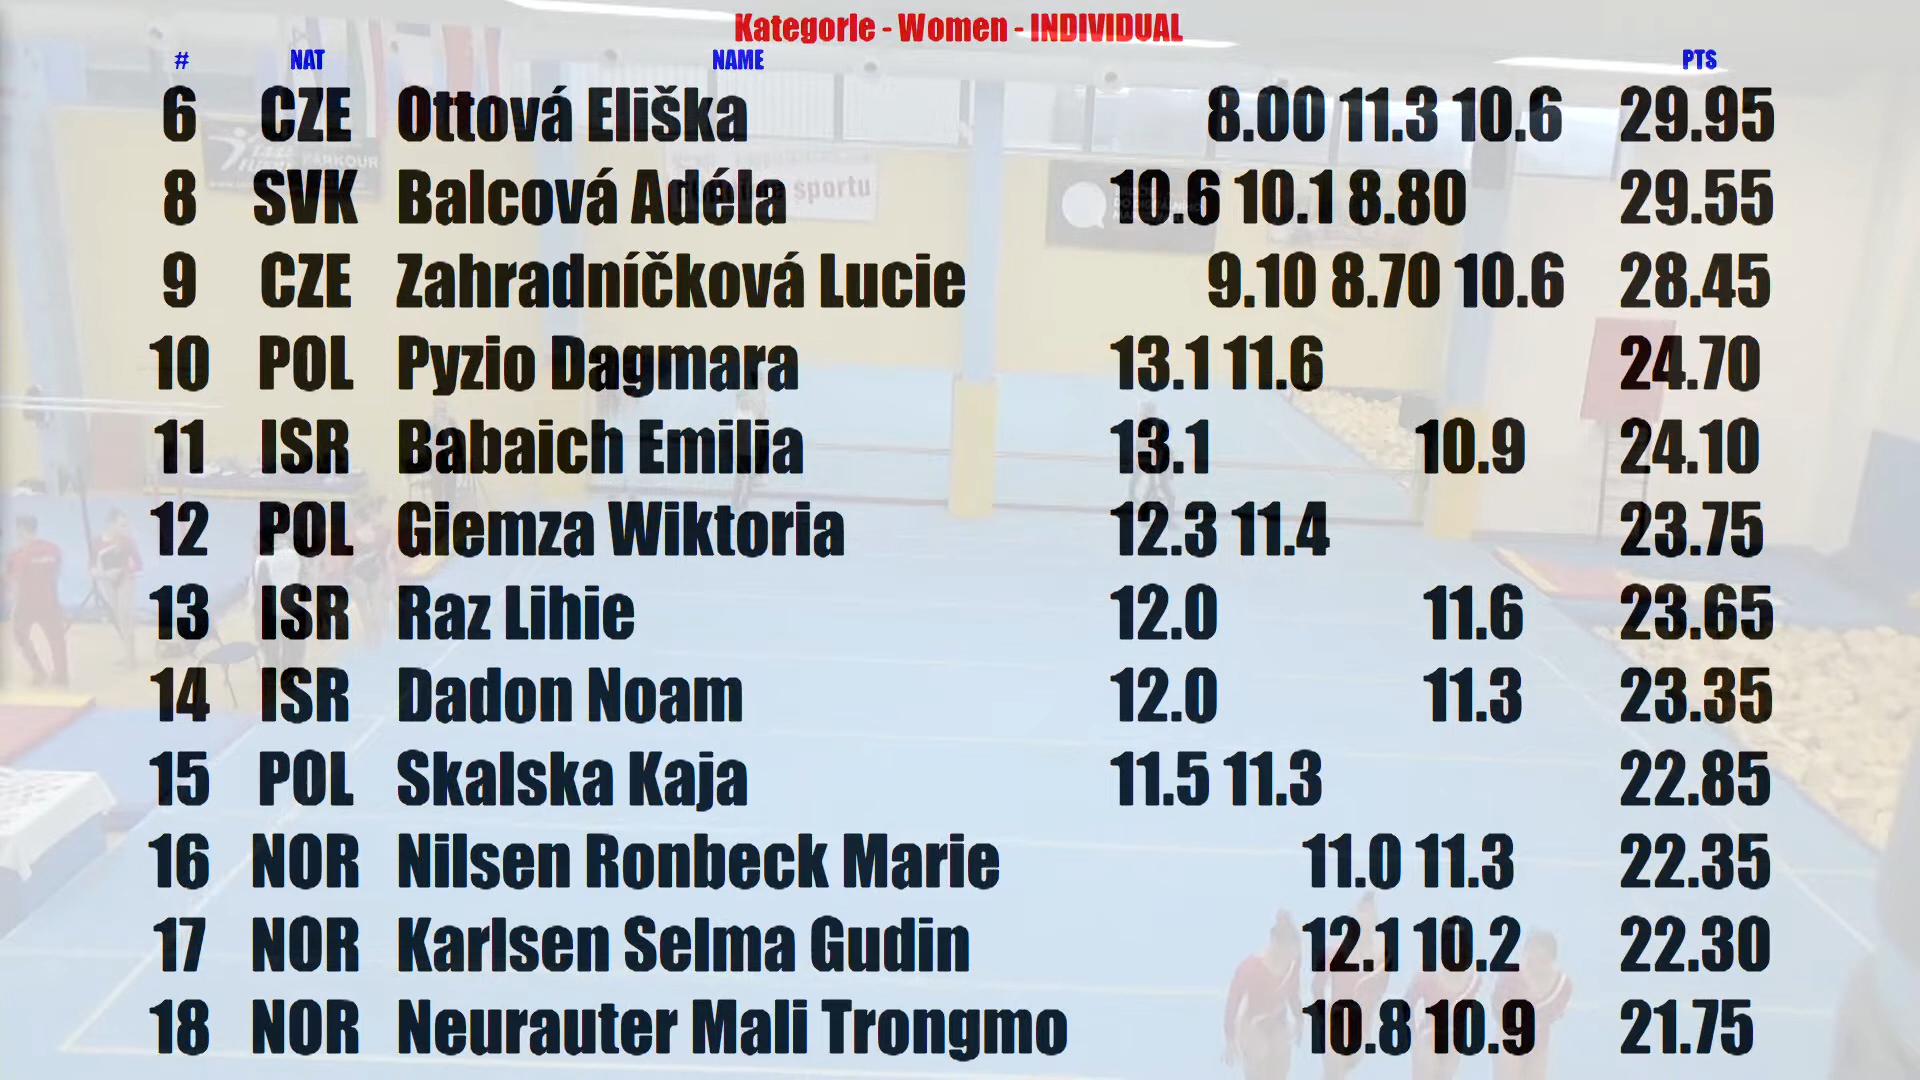 Kategorie - Women - INDIVIDUAL
# NAT NAME PTS
6 CZE Ottová Eliška 8.00 11.3 10.6 29.95
8 SVK Balcová Adéla 10.6 10.1 8.80 29.55
9 CZE Zahradníčková Lucie 9.10 8.70 10.6 28.45
10 POL Pyzio Dagmara 13.1 11.6 24.70
11 ISR Babaich Emilia 13.1 10.9 24.10
12 POL Giemza Wiktoria 12.3 11.4 23.75
13 ISR Raz Lihie 12.0 11.6 23.65
14 ISR Dadon Noam 12.0 11.3 23.35
15 POL Skalska Kaja 11.5 11.3 22.85
16 NOR Nilsen Ronbeck Marie 11.0 11.3 22.35
17 NOR Karlsen Selma Gudin 12.1 10.2 22.30
18 NOR Neurauter Mali Trongmo 10.8 10.9 21.75
PARKOUR
sportu